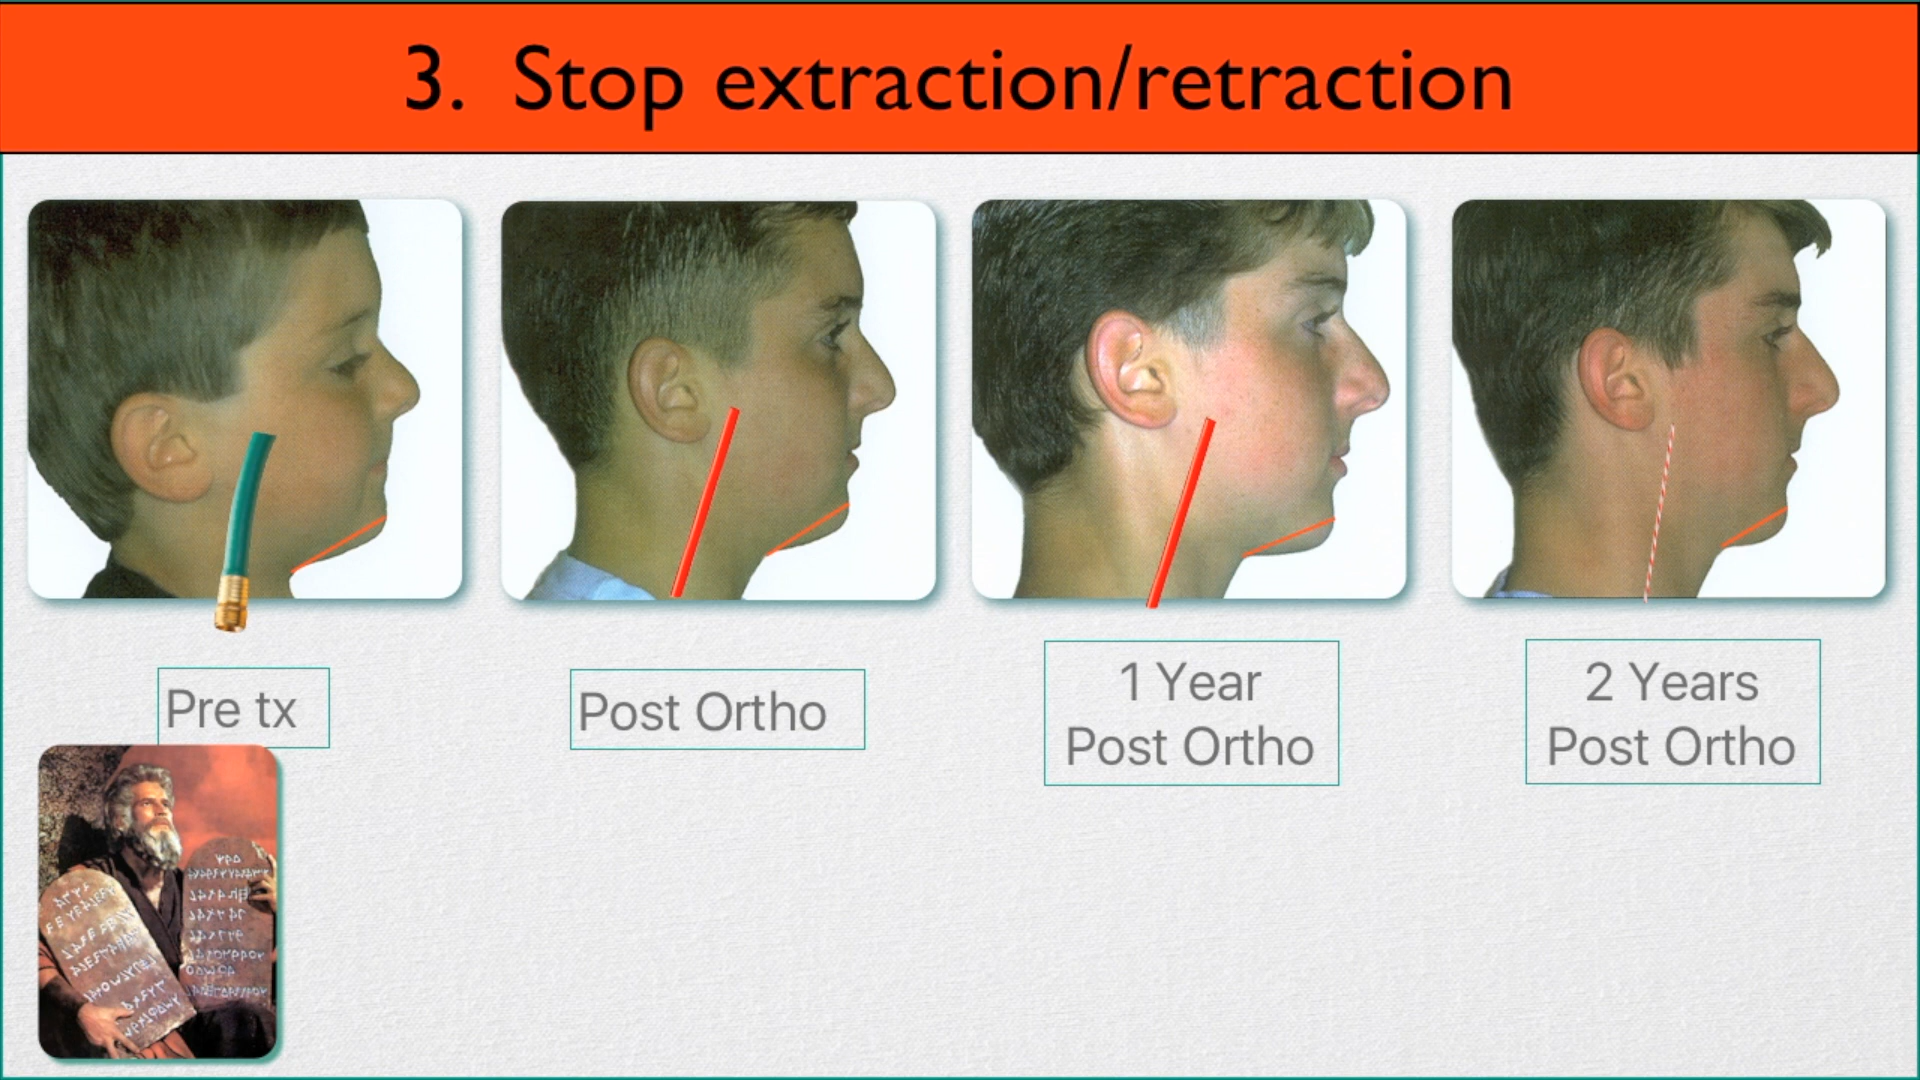 3. Stop extraction/retraction
Pre tx
Post Ortho
1 Year
Post Ortho
2 Years
Post Ortho